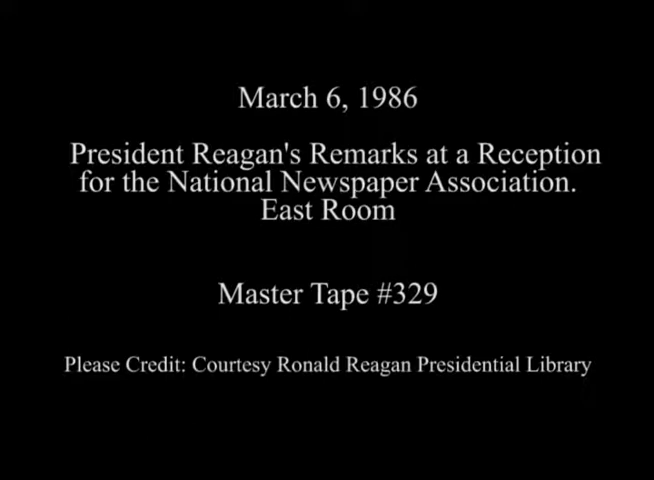 March 6, 1986
President Reagan's Remarks at a Reception
for the National Newspaper Association.
East Room
Master Tape #329
Please Credit: Courtesy Ronald Reagan Presidential Library